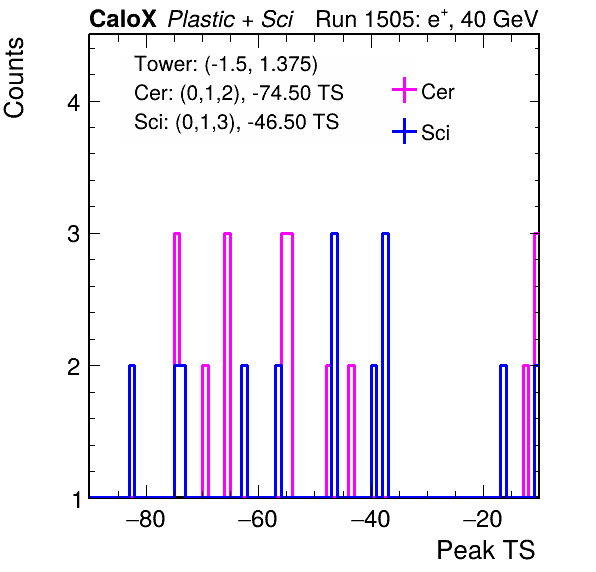 CaloX Plastic + Sci Run 1505: e⁺, 40 GeV
Counts
Tower: (-1.5, 1.375)
Cer: (0,1,2), -74.50 TS
Sci: (0,1,3), -46.50 TS
Cer
Sci
4
3
2
1
−80 −60 −40 −20
Peak TS